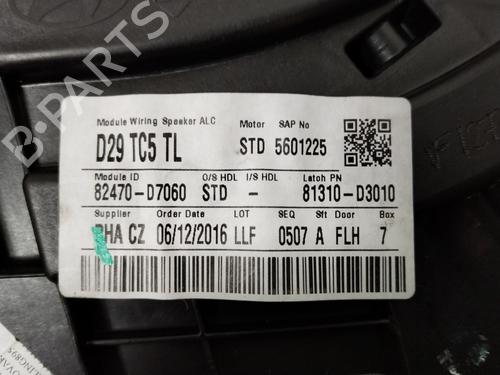 B-PARTS
Module Wiring Speaker ALC Motor SAP No
D29 TC5 TL STD 5601225
Module ID O/S HDL I/S HDL Latch PN
82470-D7060 STD - 81310-D3010
Supplier Order Date LOT SEQ Sft Door Box
PHA CZ 06/12/2016 LLF 0507 A FLH 7